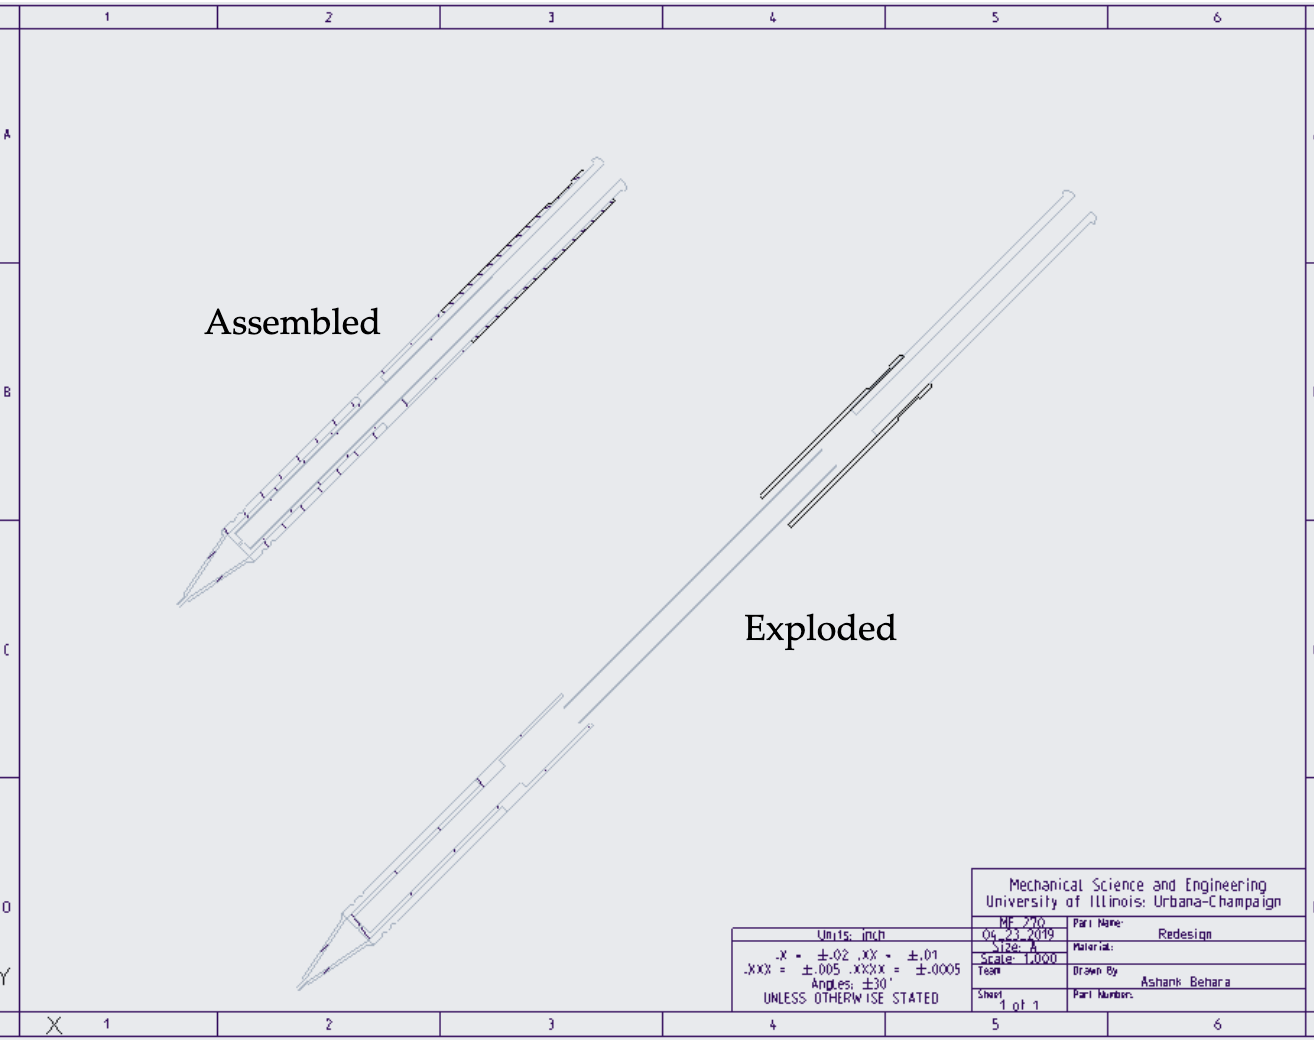 1 2 3 4 5 6
A
Assembled
B
Exploded
C
D
Mechanical Science and Engineering
University of Illinois: Urbana-Champaign
ME 270
04_23_2019
Size: A
Scale: 1.000
Part Name:
Redesign
Material:
Team
Drawn By
Ashank Behara
Sheet
1 of 1
Part Number:
Units: inch
.X = ±.02 .XX = ±.01
.XXX = ±.005 .XXXX = ±.0005
Angles: ±30'
UNLESS OTHERWISE STATED
Y
X 1 2 3 4 5 6